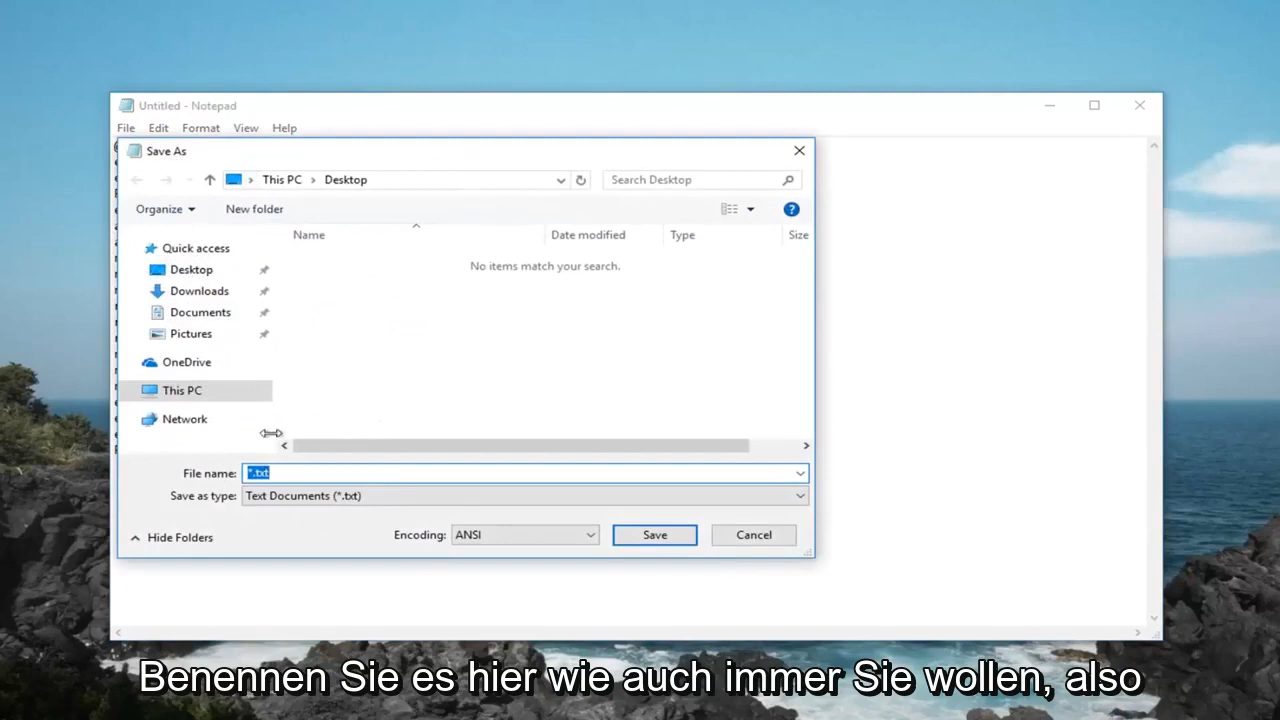 Untitled - Notepad
File Edit Format View Help
Save As
This PC > Desktop
Search Desktop
Organize New folder
Name Date modified Type Size
No items match your search.
Quick access
Desktop
Downloads
Documents
Pictures
OneDrive
This PC
Network
File name: *.txt
Save as type: Text Documents (*.txt)
Hide Folders Encoding: ANSI Save Cancel
Benennen Sie es hier wie auch immer Sie wollen, also